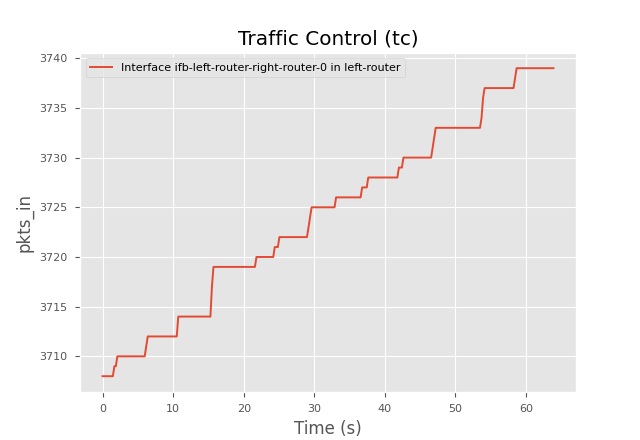 Traffic Control (tc)
Interface ifb-left-router-right-router-0 in left-router
3740
3735
3730
3725
3720
3715
3710
pkts_in
0 10 20 30 40 50 60
Time (s)